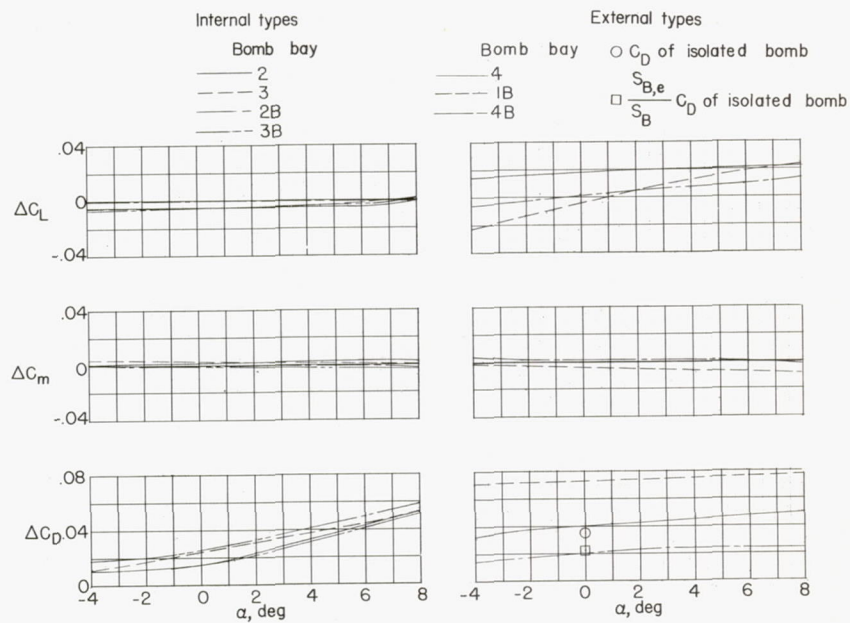 Internal types
External types
Bomb bay
2
3
2B
3B
Bomb bay
4
1B
4B
C_D of isolated bomb
S_B,e / S_B C_D of isolated bomb
.04
0
-.04
ΔC_L
.04
0
-.04
ΔC_m
.08
.04
0
ΔC_D
-4 -2 0 2 4 6 8
α, deg
-4 -2 0 2 4 6 8
α, deg